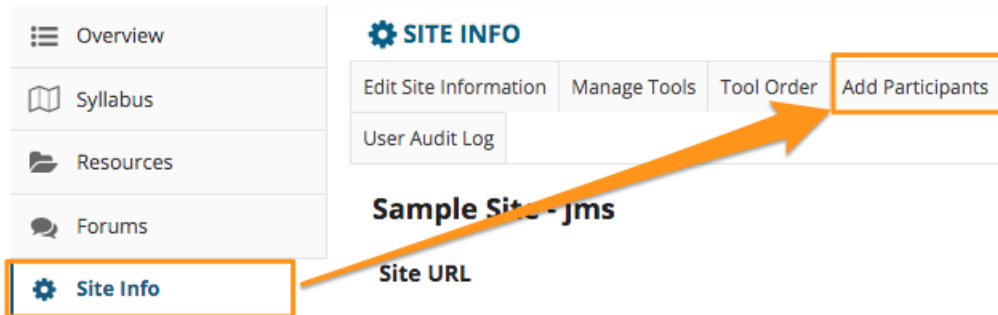 Overview
Syllabus
Resources
Forums
Site Info
SITE INFO
Edit Site Information Manage Tools Tool Order Add Participants
User Audit Log
Sample Site - jms
Site URL